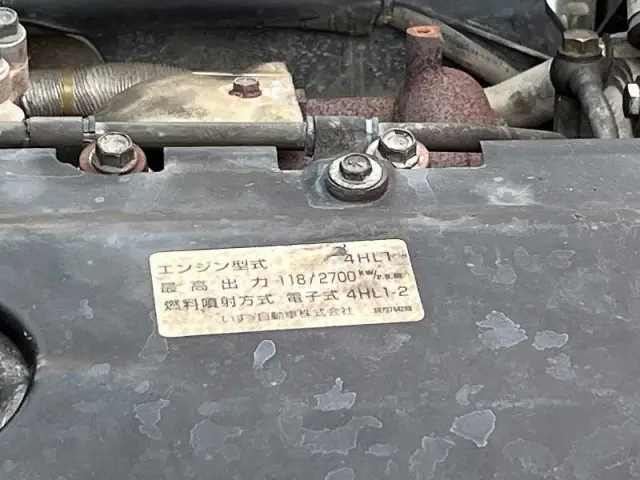 エンジン型式 4HL1
最高出力 118/2700 kW/r.p.m
燃料噴射方式 電子式 4HL1-2
いすゞ自動車株式会社